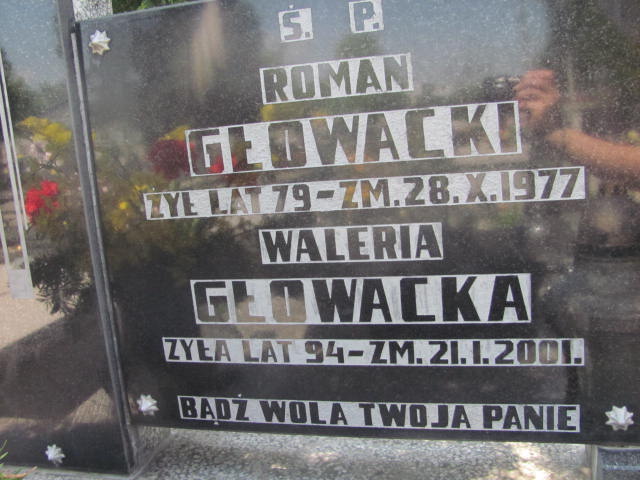 Ś. P.
ROMAN
GŁOWACKI
ŻYŁ LAT 79-ZM.28.X.1977
WALERIA
GŁOWACKA
ŻYŁA LAT 94-ZM.21.I.2001.
BĄDŹ WOLA TWOJA PANIE